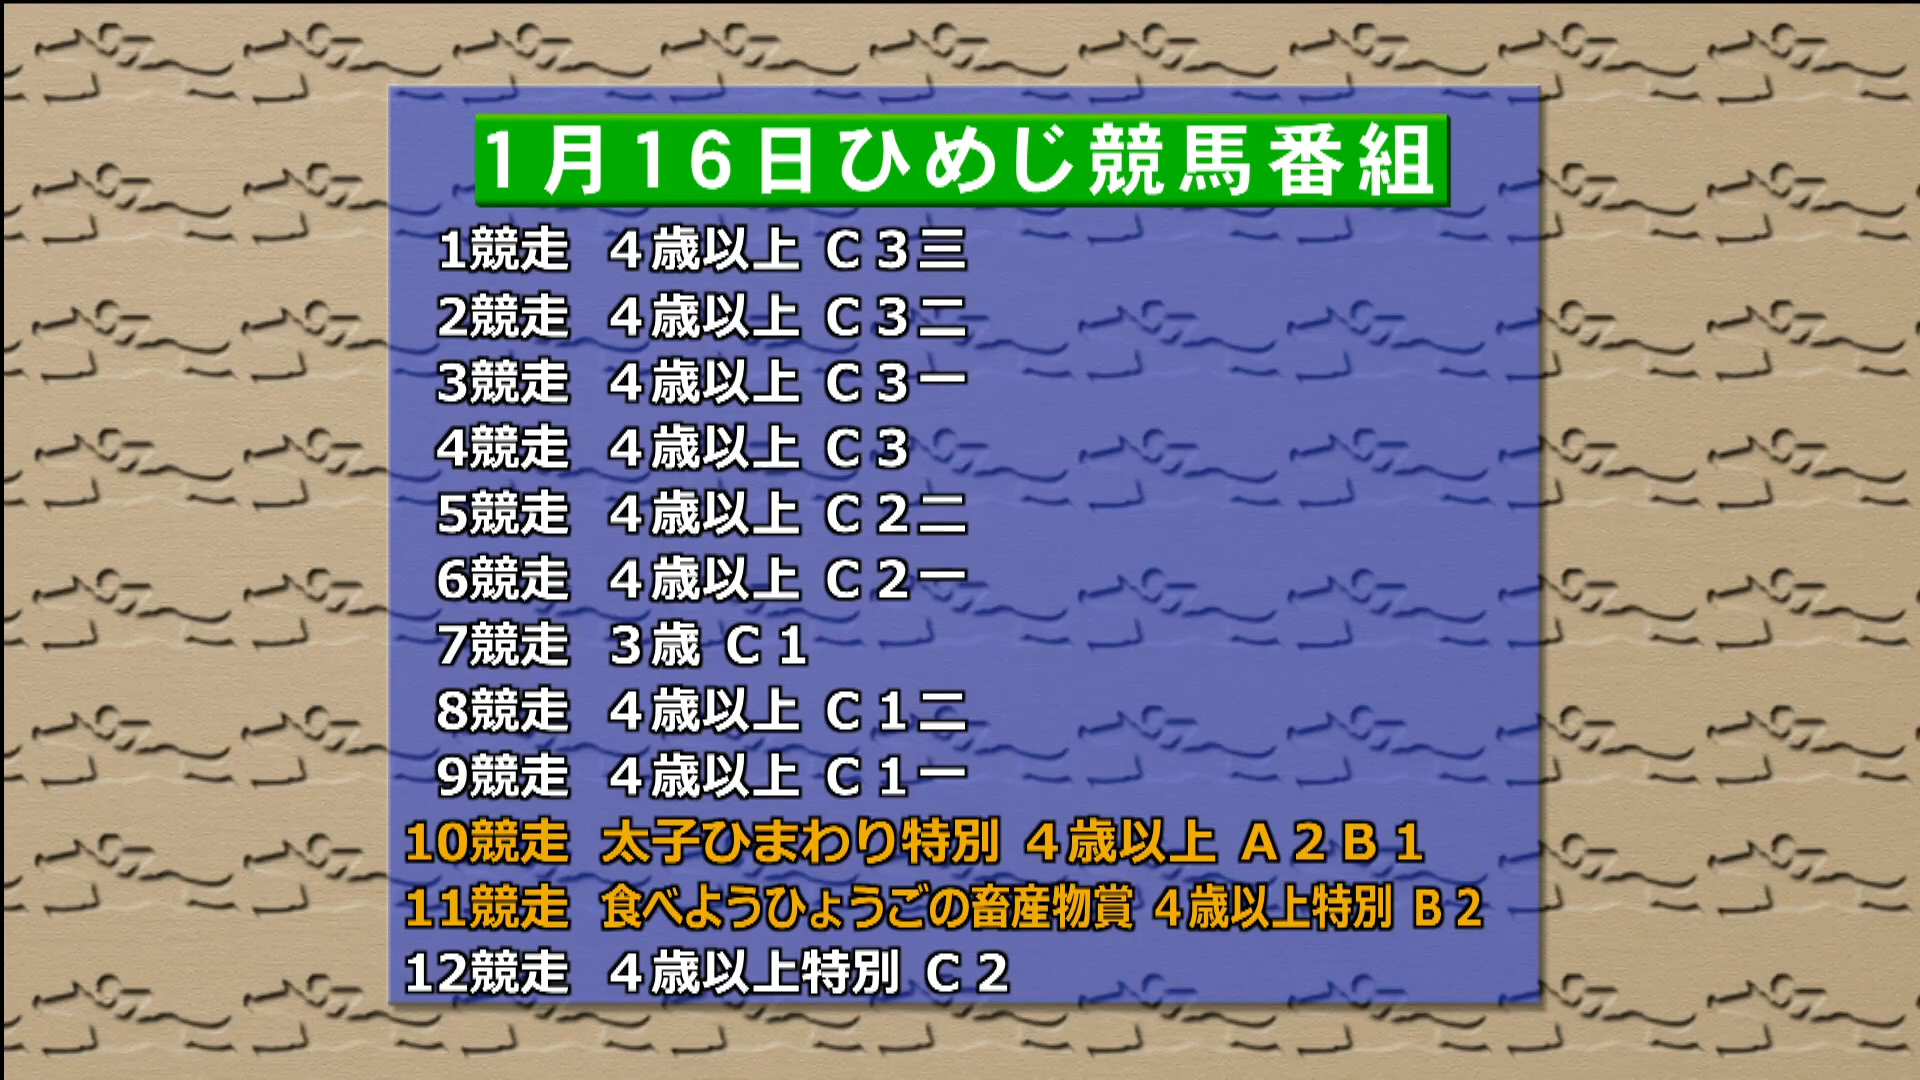 1月16日ひめじ競馬番組
1競走 4歳以上 C3三
2競走 4歳以上 C3二
3競走 4歳以上 C3一
4競走 4歳以上 C3
5競走 4歳以上 C2二
6競走 4歳以上 C2一
7競走 3歳 C1
8競走 4歳以上 C1二
9競走 4歳以上 C1一
10競走 太子ひまわり特別 4歳以上 A2B1
11競走 食べようひょうごの畜産物賞 4歳以上特別 B2
12競走 4歳以上特別 C2